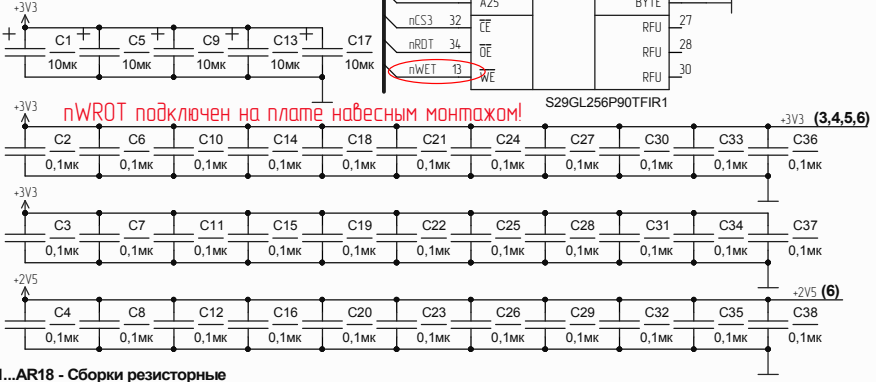 A25
BYTE
+3V3
nCS3 32 CE
RFU 27
C1 C5 C9 C13 C17
nRDT 34 OE
RFU 28
10мк 10мк 10мк 10мк 10мк
nWET 13 WE
RFU 30
S29GL256P90TFIR1
nWROT подключен на плате навесным монтажом!
+3V3
+3V3 (3,4,5,6)
C2 C6 C10 C14 C18 C21 C24 C27 C30 C33 C36
0,1мк 0,1мк 0,1мк 0,1мк 0,1мк 0,1мк 0,1мк 0,1мк 0,1мк 0,1мк 0,1мк
+3V3
C3 C7 C11 C15 C19 C22 C25 C28 C31 C34 C37
0,1мк 0,1мк 0,1мк 0,1мк 0,1мк 0,1мк 0,1мк 0,1мк 0,1мк 0,1мк 0,1мк
+2V5
+2V5 (6)
C4 C8 C12 C16 C20 C23 C26 C29 C32 C35 C38
0,1мк 0,1мк 0,1мк 0,1мк 0,1мк 0,1мк 0,1мк 0,1мк 0,1мк 0,1мк 0,1мк
...AR18 - Сборки резисторные